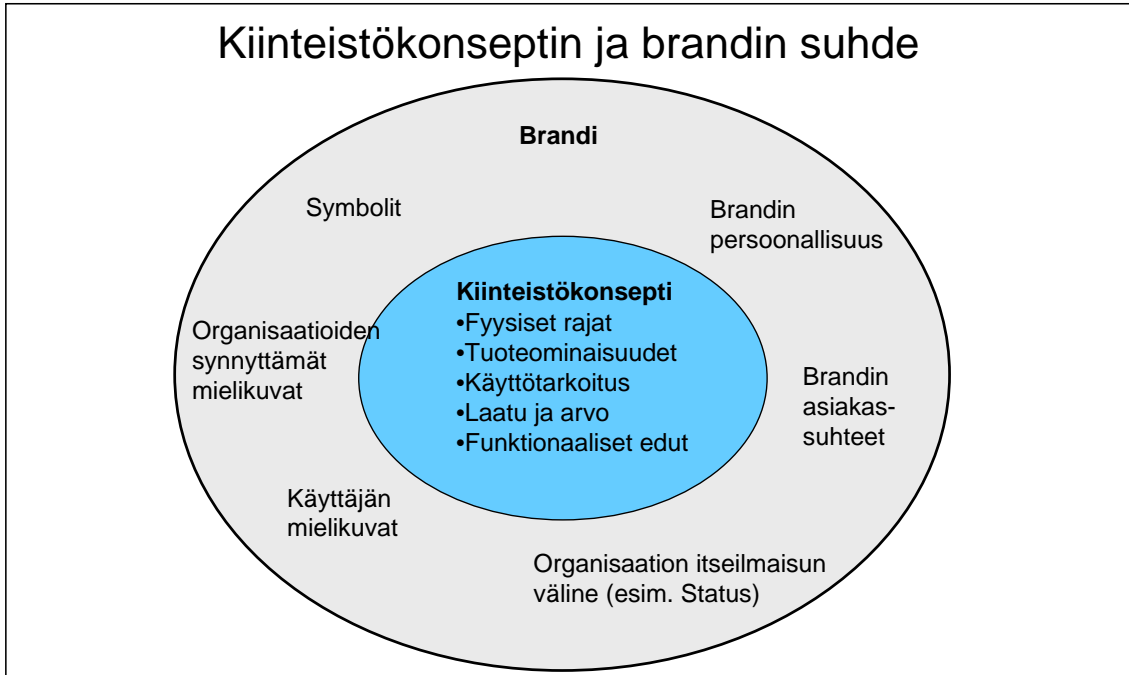 Kiinteistökonseptin ja brandin suhde
Brandi
Symbolit
Brandin
persoonallisuus
Kiinteistökonsepti
•Fyysiset rajat
•Tuoteominaisuudet
•Käyttötarkoitus
•Laatu ja arvo
•Funktionaaliset edut
Organisaatioiden
synnyttämät
mielikuvat
Brandin
asiakas-
suhteet
Käyttäjän
mielikuvat
Organisaation itseilmaisun
väline (esim. Status)